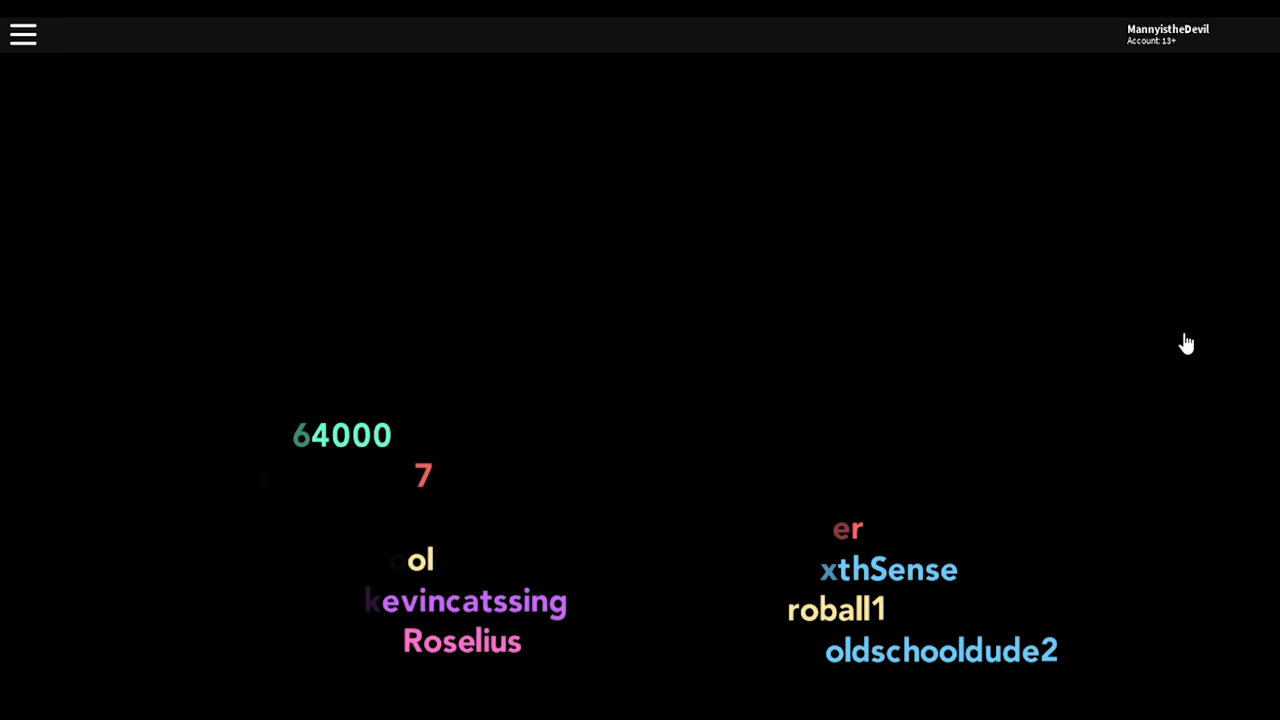 MannyistheDevil
Account: 13+
64000
7
er
ol
xthSense
kevincatssing
roball1
Roselius
oldschooldude2